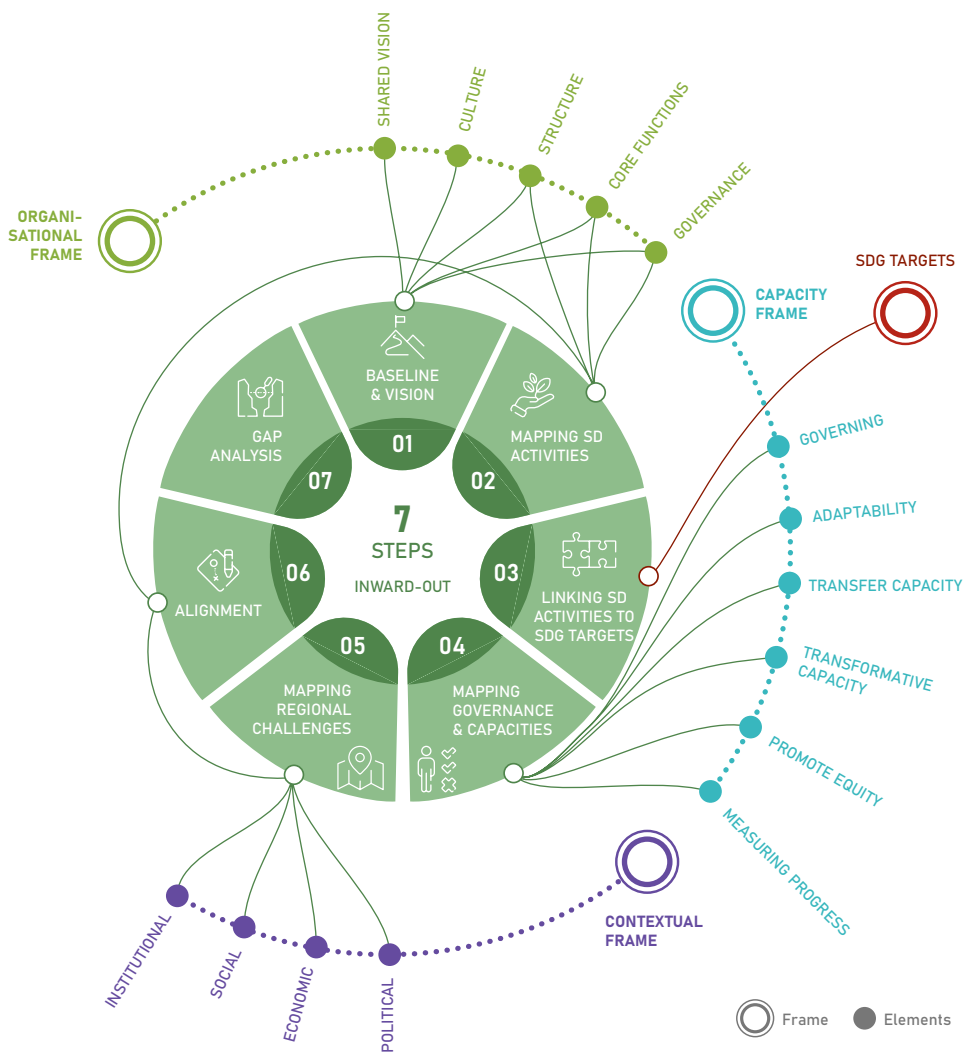 SHARED VISION
CULTURE
STRUCTURE
CORE FUNCTIONS
GOVERNANCE
ORGANI-
SATIONAL
FRAME
SDG TARGETS
CAPACITY
FRAME
GOVERNING
ADAPTABILITY
TRANSFER CAPACITY
TRANSFORMATIVE
CAPACITY
PROMOTE EQUITY
MEASURING PROGRESS
BASELINE
& VISION
01
MAPPING SD
ACTIVITIES
02
LINKING SD
ACTIVITIES TO
SDG TARGETS
03
MAPPING
GOVERNANCE
& CAPACITIES
04
MAPPING
REGIONAL
CHALLENGES
05
ALIGNMENT
06
GAP
ANALYSIS
07
7
STEPS
INWARD-OUT
INSTITUTIONAL
SOCIAL
ECONOMIC
POLITICAL
CONTEXTUAL
FRAME
Frame
Elements